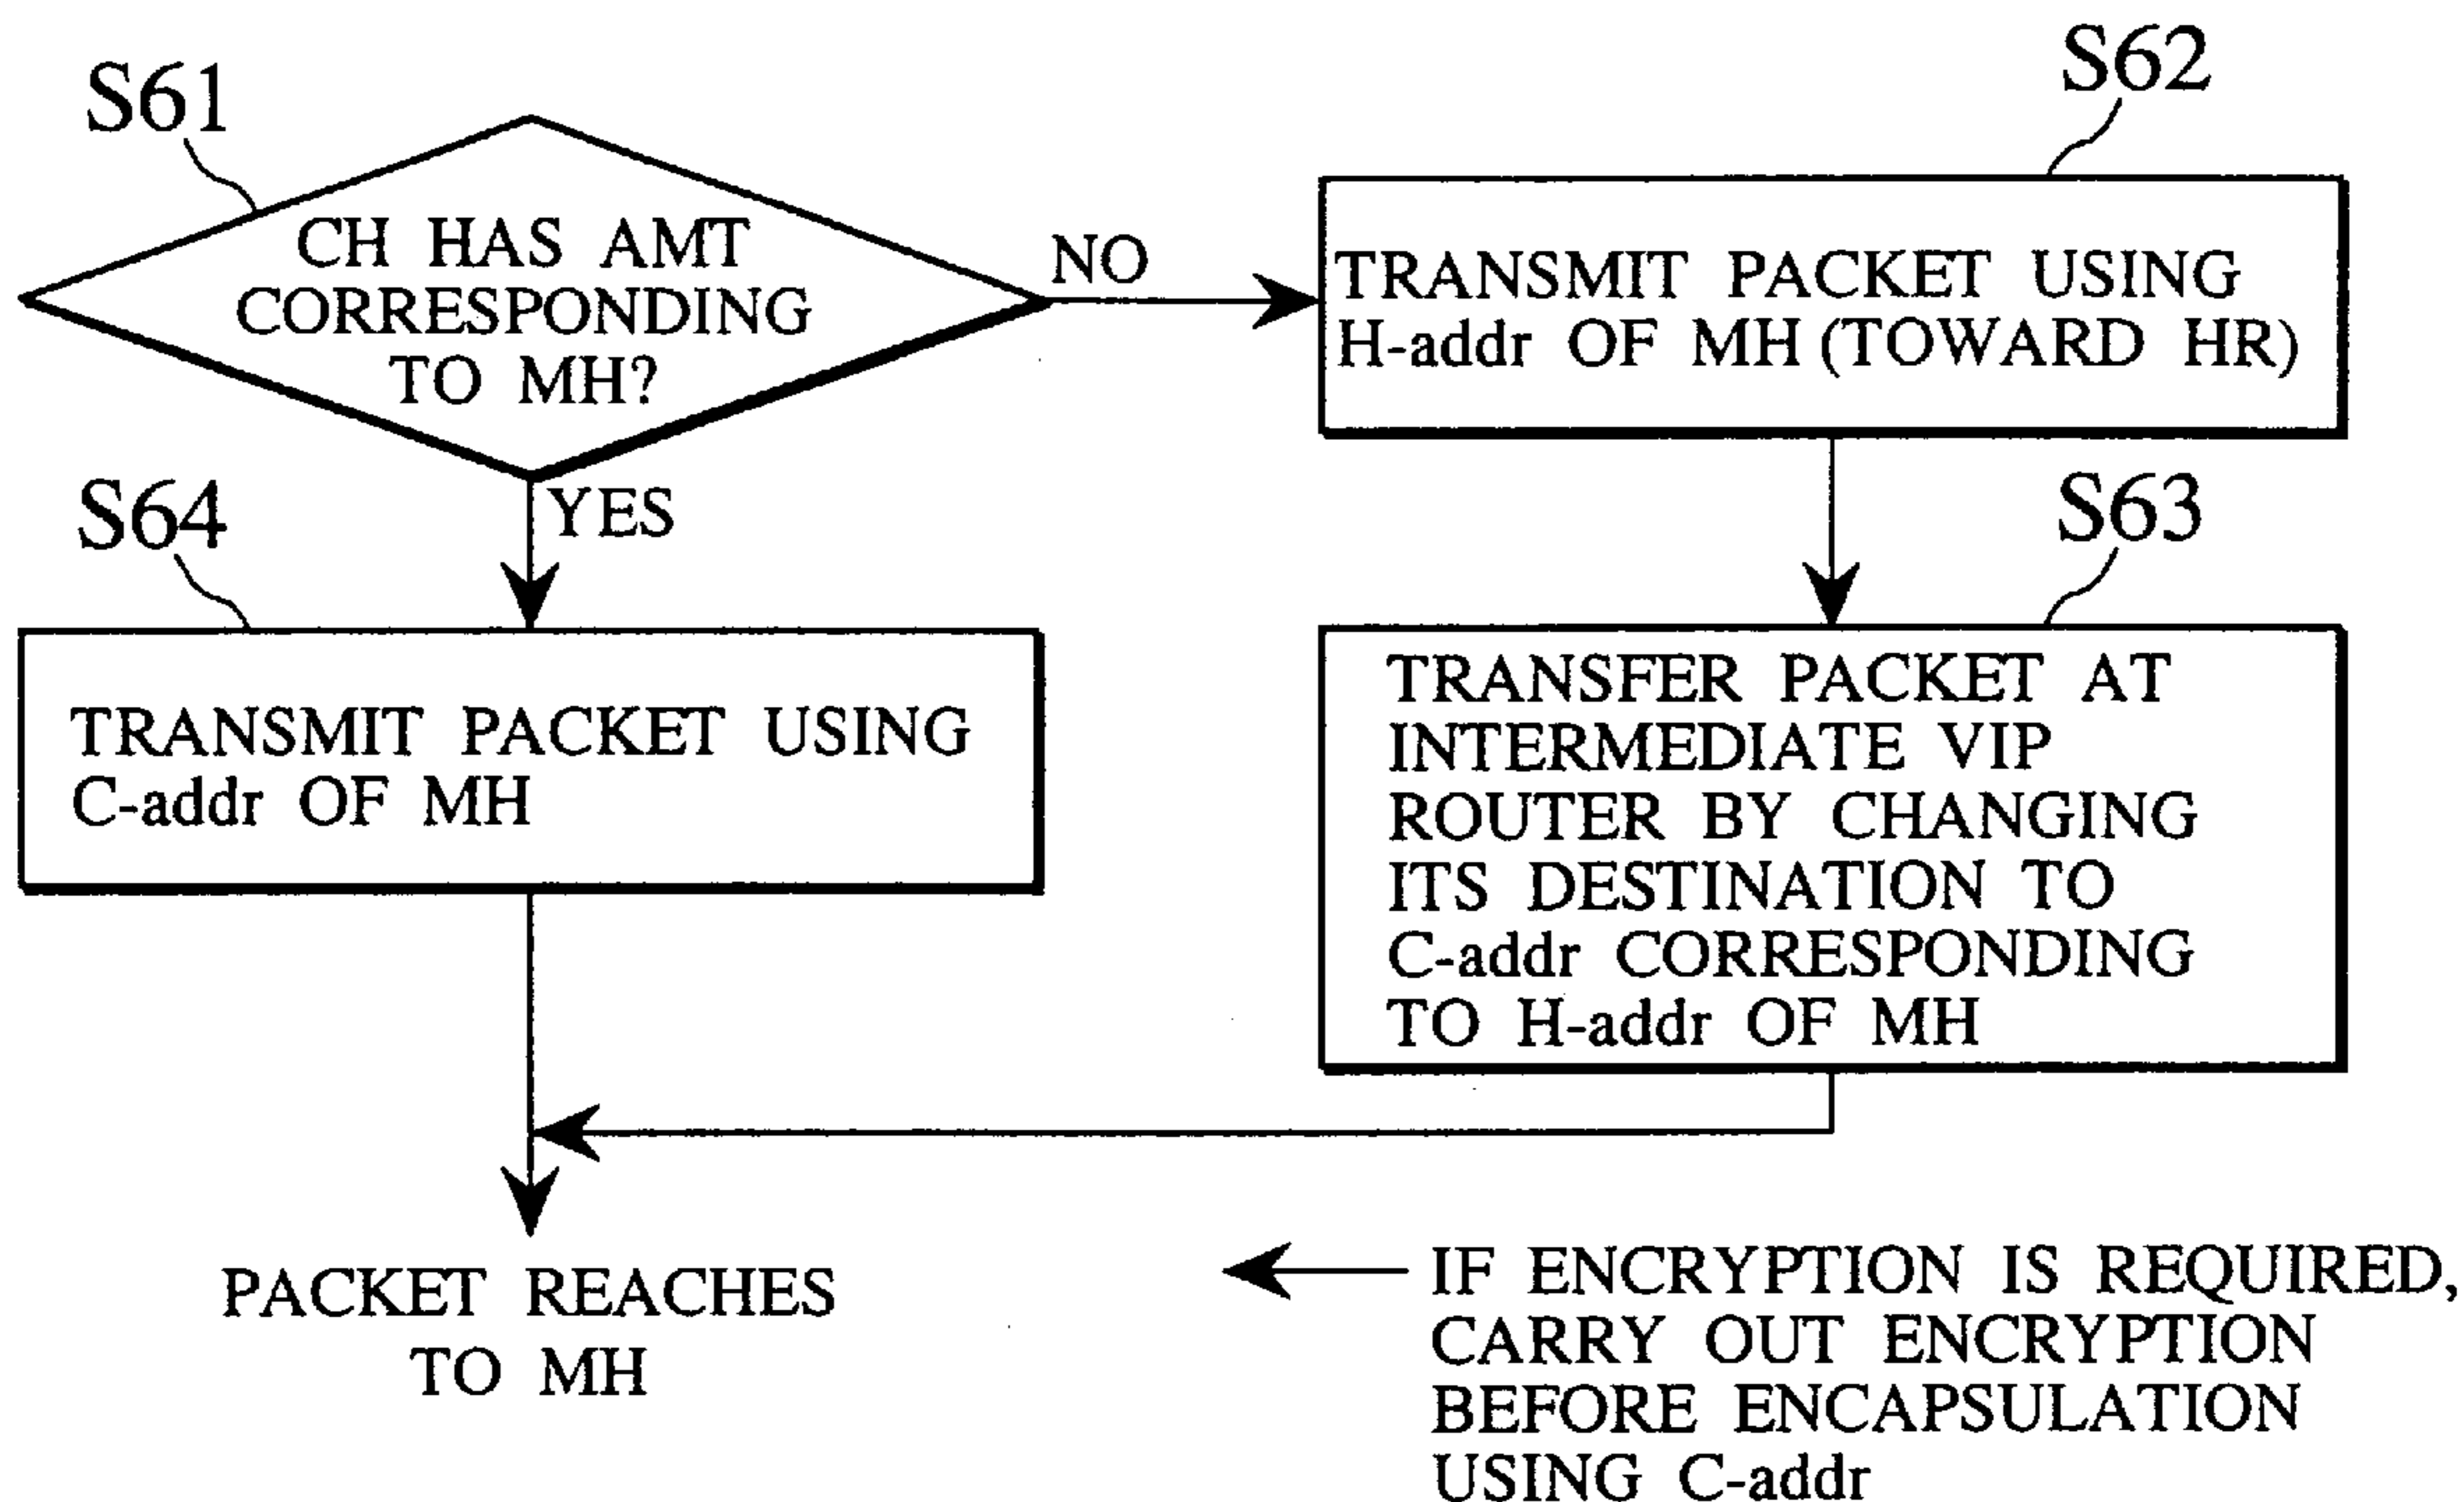 S61
CH HAS AMT
CORRESPONDING
TO MH?
NO
S62
TRANSMIT PACKET USING
H-addr OF MH (TOWARD HR)
YES
S64
TRANSMIT PACKET USING
C-addr OF MH
S63
TRANSFER PACKET AT
INTERMEDIATE VIP
ROUTER BY CHANGING
ITS DESTINATION TO
C-addr CORRESPONDING
TO H-addr OF MH
PACKET REACHES
TO MH
IF ENCRYPTION IS REQUIRED,
CARRY OUT ENCRYPTION
BEFORE ENCAPSULATION
USING C-addr